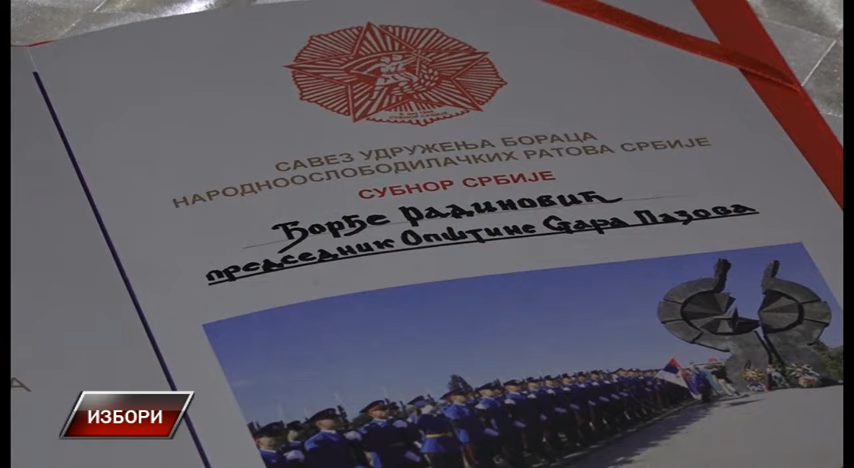 САВЕЗ УДРУЖЕЊА БОРАЦА
НАРОДНООСЛОБОДИЛАЧКИХ РАТОВА СРБИЈЕ
СУБНОР СРБИЈЕ
Ђорђе Радиновић
председник Општине Стара Пазова
А
ИЗБОРИ